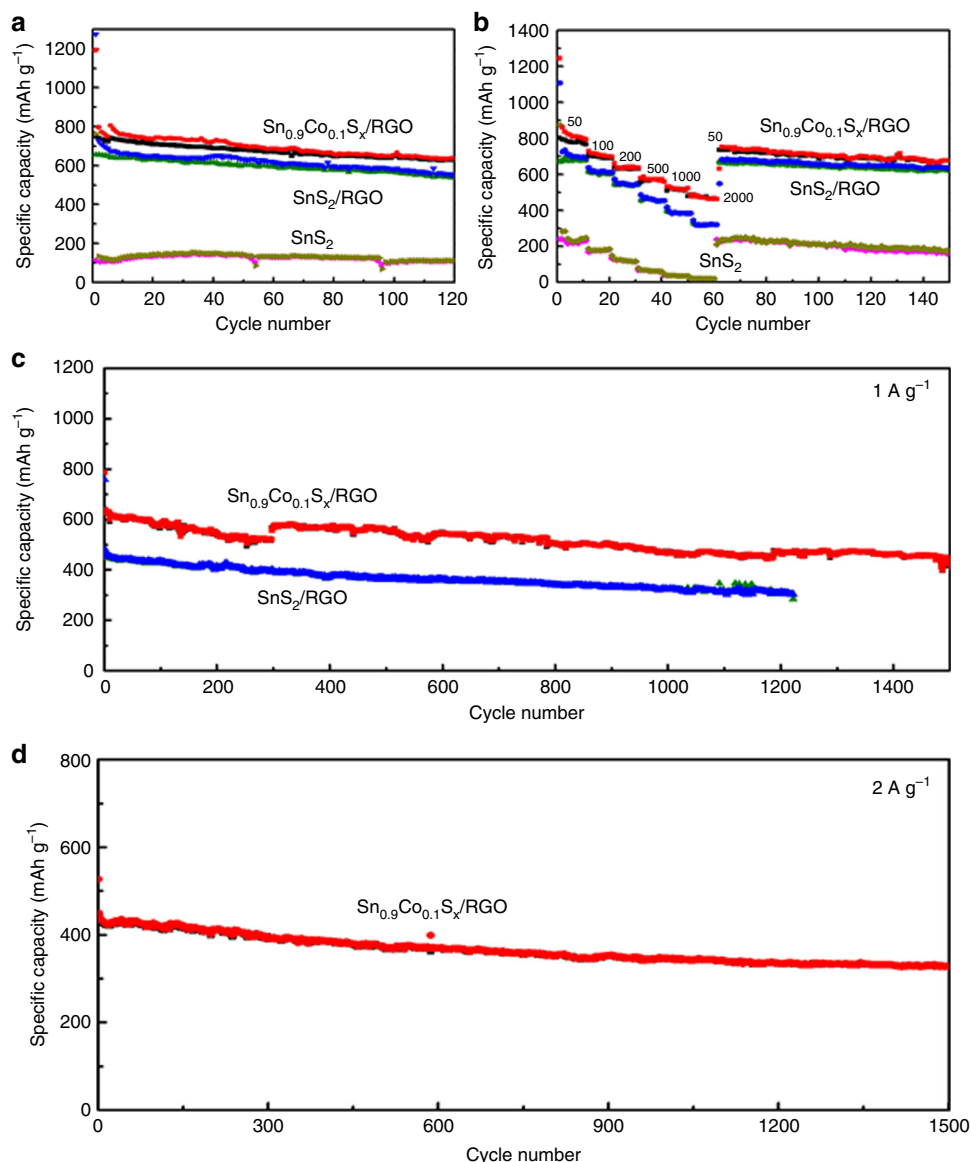 a
Specific capacity (mAh g⁻¹)
1200
1000
800
600
400
200
0
Sn₀.₉Co₀.₁Sₓ/RGO
SnS₂/RGO
SnS₂
0 20 40 60 80 100 120
Cycle number
b
Specific capacity (mAh g⁻¹)
1400
1200
1000
800
600
400
200
0
50
100
200
500
1000
2000
50
Sn₀.₉Co₀.₁Sₓ/RGO
SnS₂/RGO
SnS₂
0 20 40 60 80 100 120 140
Cycle number
c
Specific capacity (mAh g⁻¹)
1200
1000
800
600
400
200
0
1 A g⁻¹
Sn₀.₉Co₀.₁Sₓ/RGO
SnS₂/RGO
0 200 400 600 800 1000 1200 1400
Cycle number
d
Specific capacity (mAh g⁻¹)
800
600
400
200
0
2 A g⁻¹
Sn₀.₉Co₀.₁Sₓ/RGO
0 300 600 900 1200 1500
Cycle number